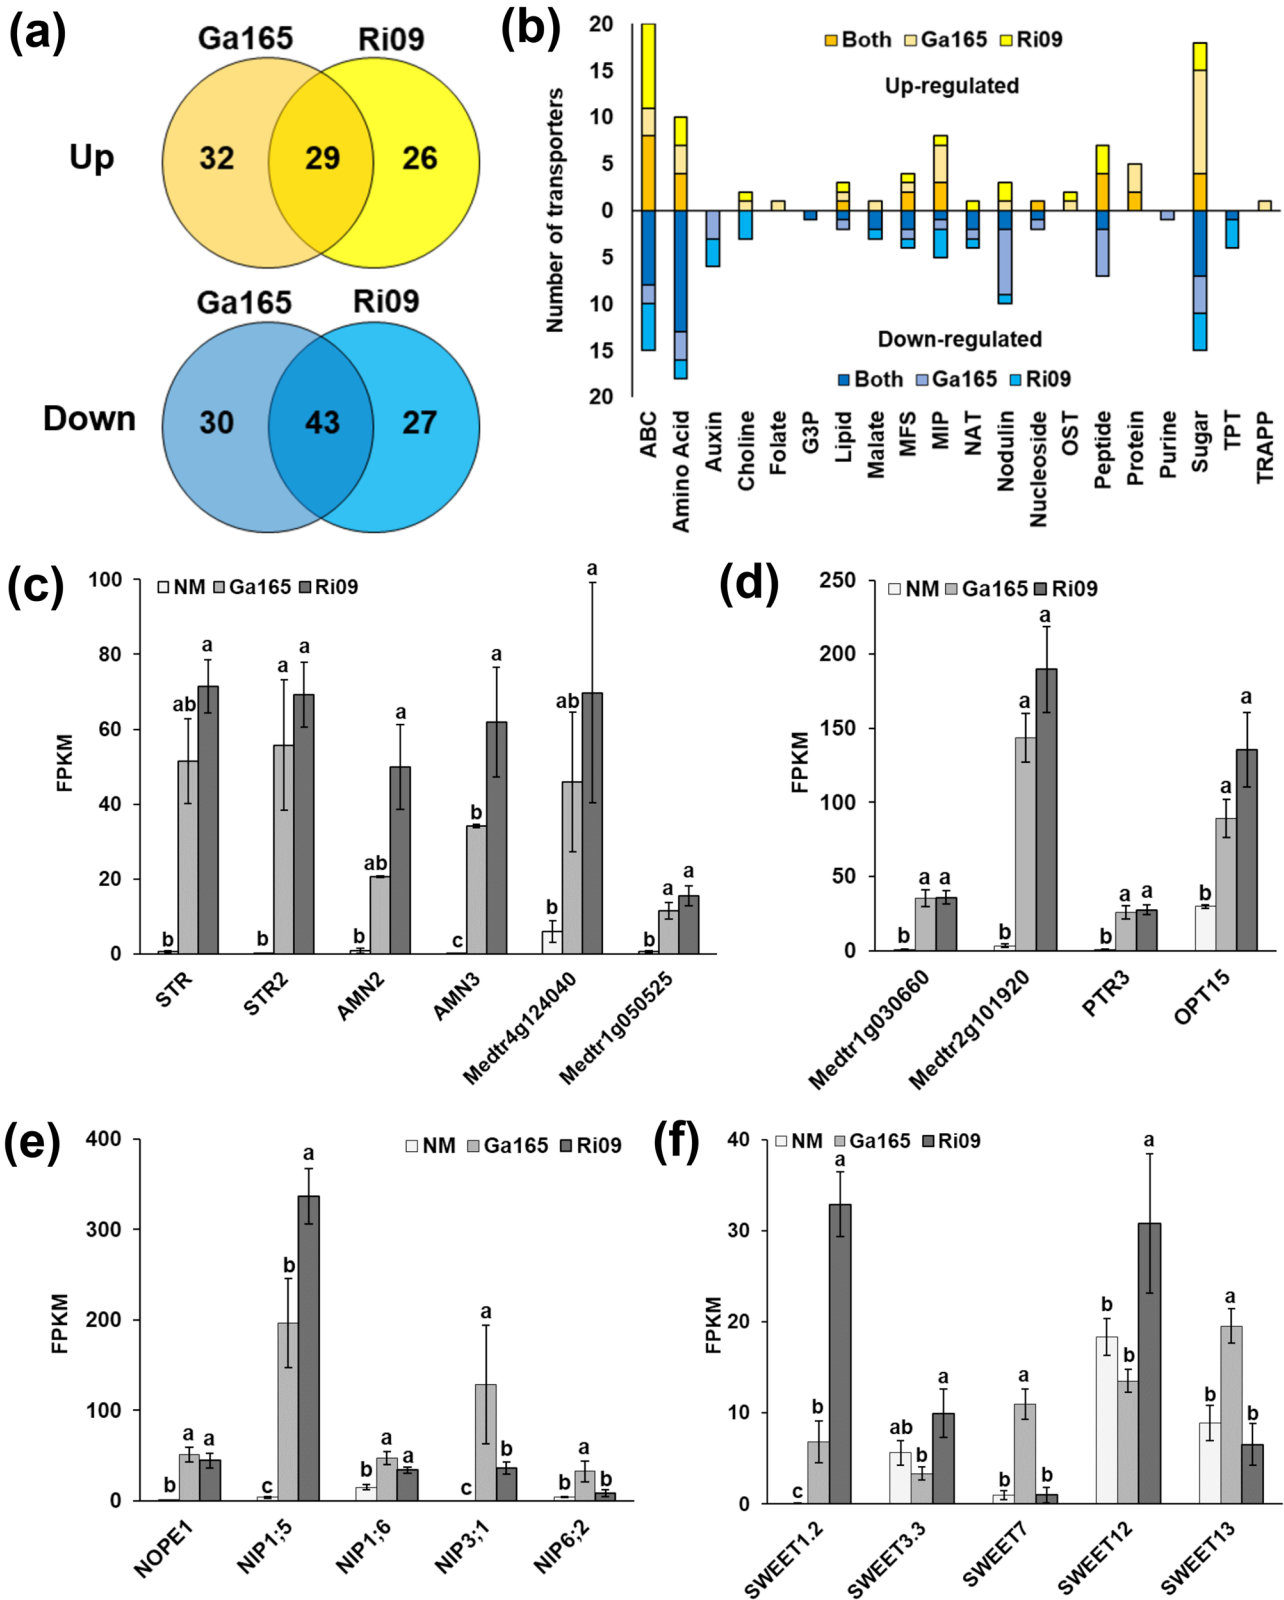 (a)
Ga165 Ri09
Up
32 29 26
Ga165 Ri09
Down
30 43 27
(b)
Number of transporters
20
15
10
5
0
5
10
15
20
Both Ga165 Ri09
Up-regulated
Down-regulated
Both Ga165 Ri09
ABC
Amino Acid
Auxin
Choline
Folate
G3P
Lipid
Malate
MFS
MIP
NAT
Nodulin
Nucleoside
OST
Peptide
Protein
Purine
Sugar
TPT
TRAPP
(c)
NM Ga165 Ri09
FPKM
100
80
60
40
20
0
b ab a
b a a
b ab a
c b a
b ab a
b a a
STR
STR2
AMN2
AMN3
Medtr4g124040
Medtr1g050525
(d)
NM Ga165 Ri09
FPKM
250
200
150
100
50
0
b a a
b a a
b a a
b a a
Medtr1g030660
Medtr2g101920
PTR3
OPT15
(e)
NM Ga165 Ri09
FPKM
400
300
200
100
0
b a a
c b a
b a a
c a b
b a b
NOPE1
NIP1;5
NIP1;6
NIP3;1
NIP6;2
(f)
NM Ga165 Ri09
FPKM
40
30
20
10
0
c b a
ab b a
b a b
b b a
b a b
SWEET1.2
SWEET3.3
SWEET7
SWEET12
SWEET13